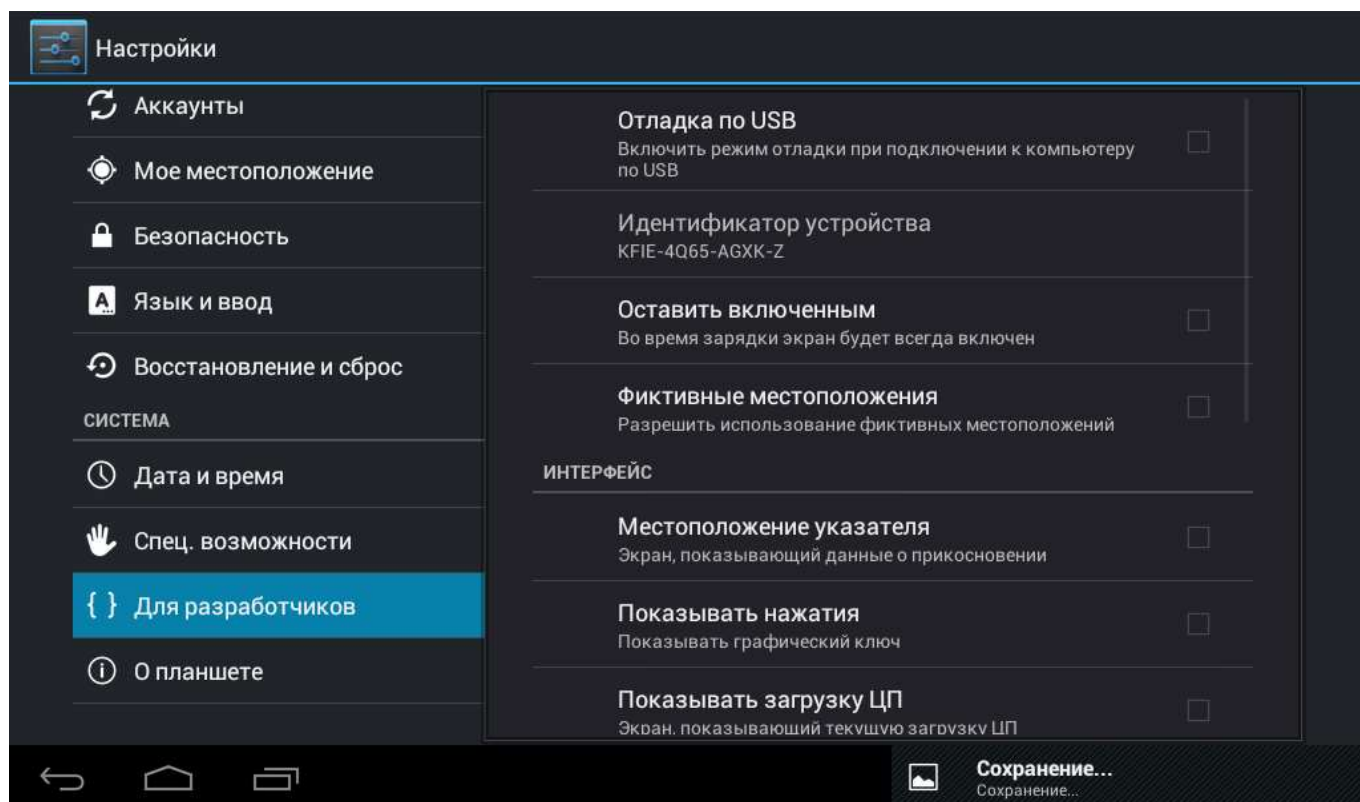 Настройки
Аккаунты
Мое местоположение
Безопасность
Язык и ввод
Восстановление и сброс
СИСТЕМА
Дата и время
Спец. возможности
Для разработчиков
О планшете
Отладка по USB
Включить режим отладки при подключении к компьютеру
по USB
Идентификатор устройства
KFIE-4Q65-AGXK-Z
Оставить включенным
Во время зарядки экран будет всегда включен
Фиктивные местоположения
Разрешить использование фиктивных местоположений
ИНТЕРФЕЙС
Местоположение указателя
Экран, показывающий данные о прикосновении
Показывать нажатия
Показывать графический ключ
Показывать загрузку ЦП
Экран, показывающий текущую загрузку ЦП
Сохранение...
Сохранение...